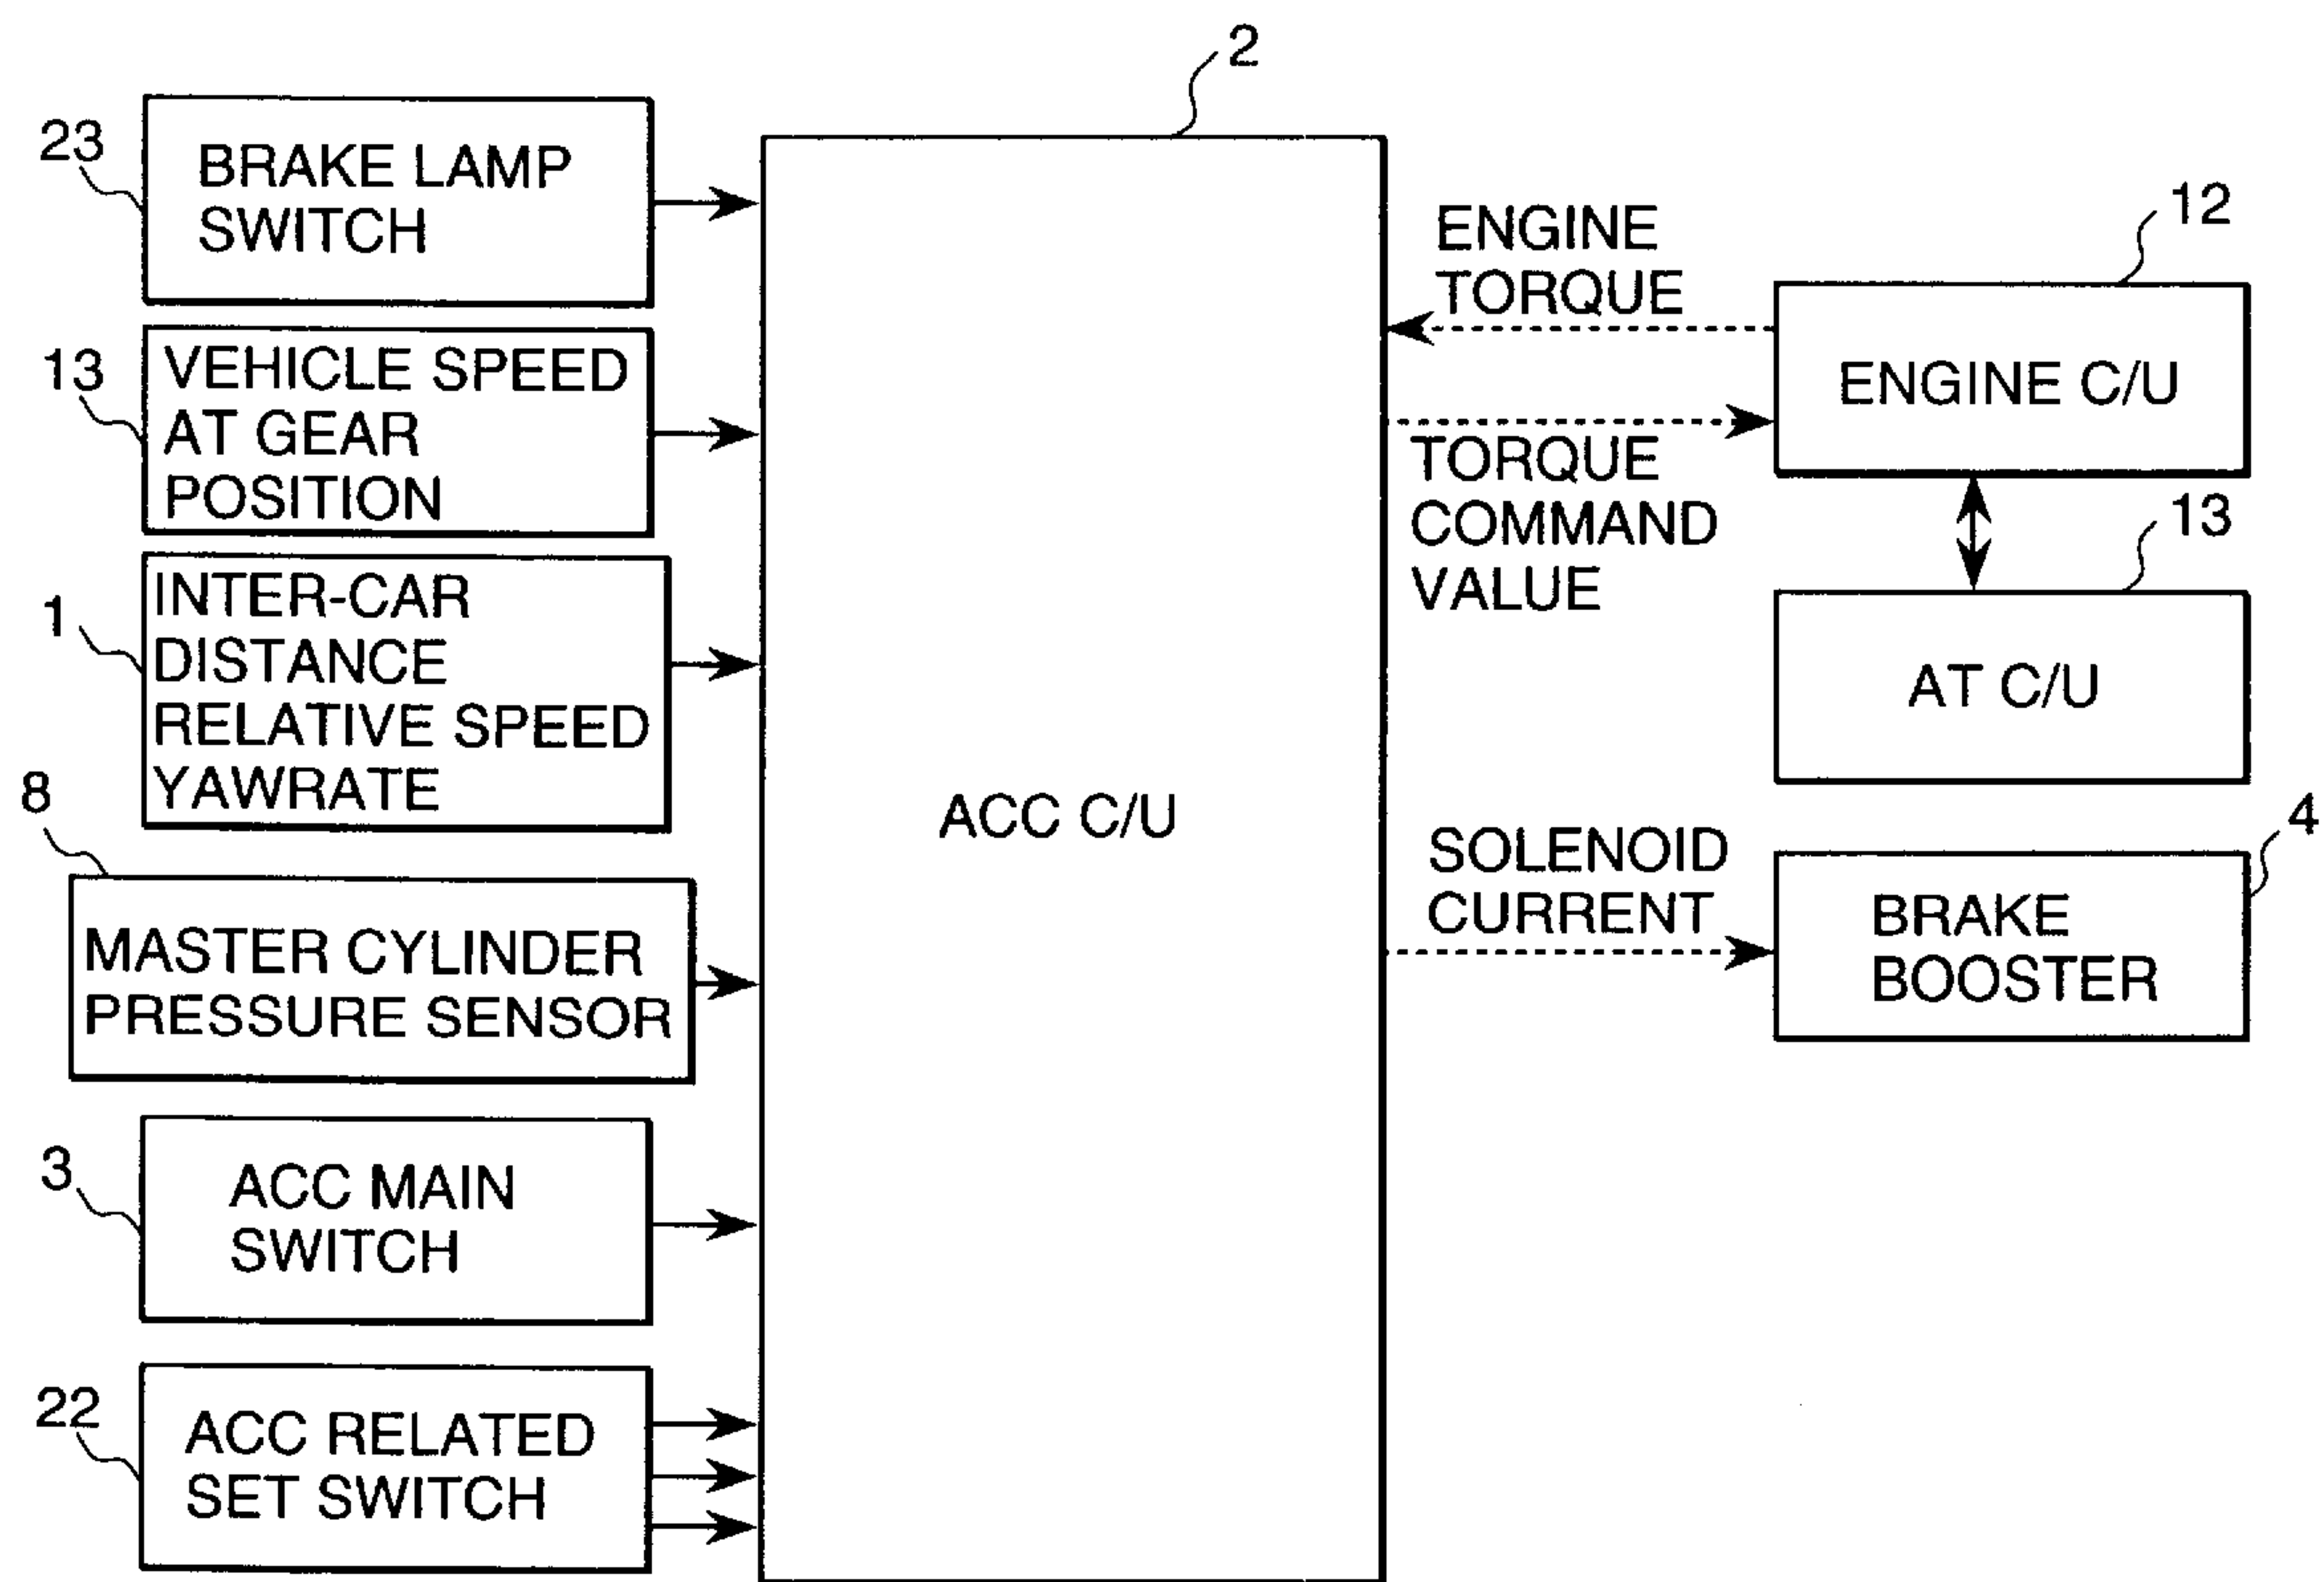 2
23
BRAKE LAMP
SWITCH
13
VEHICLE SPEED
AT GEAR
POSITION
1
INTER-CAR
DISTANCE
RELATIVE SPEED
YAWRATE
8
MASTER CYLINDER
PRESSURE SENSOR
3
ACC MAIN
SWITCH
22
ACC RELATED
SET SWITCH
ACC C/U
ENGINE
TORQUE
TORQUE
COMMAND
VALUE
SOLENOID
CURRENT
12
ENGINE C/U
13
AT C/U
4
BRAKE
BOOSTER